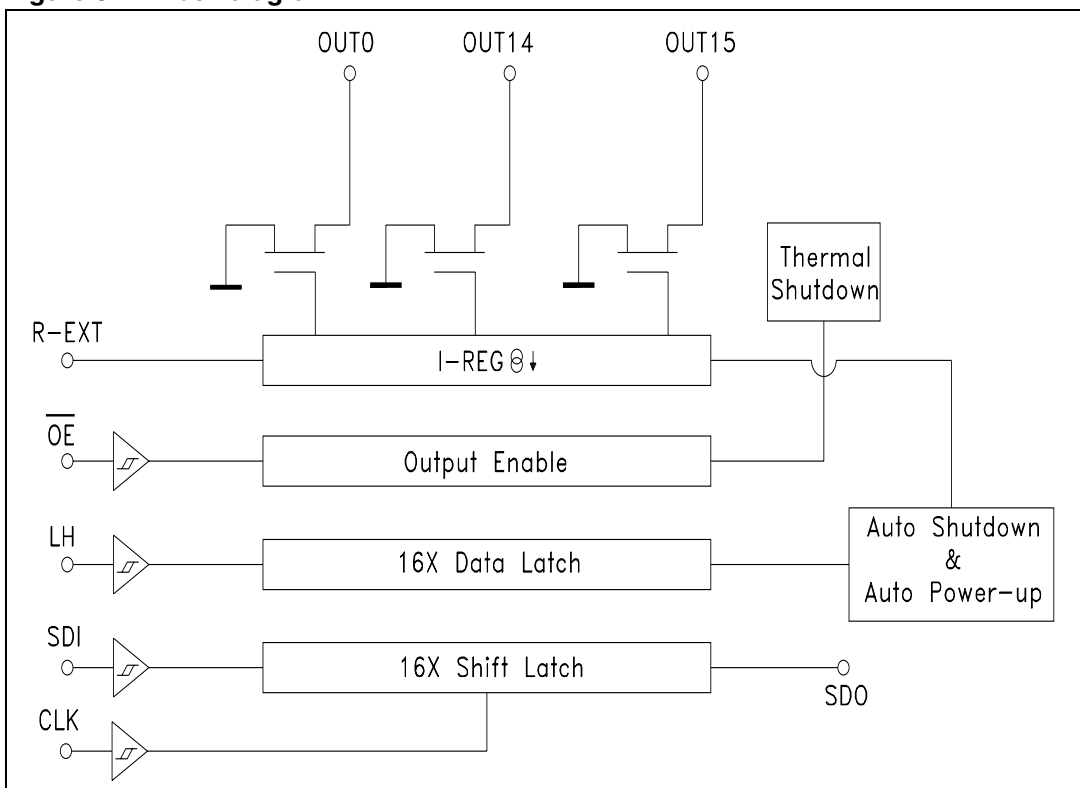 OUT0 OUT14 OUT15
Thermal
Shutdown
R-EXT
I-REG
OE
Output Enable
LH
16X Data Latch
Auto Shutdown
&
Auto Power-up
SDI
16X Shift Latch
SDO
CLK